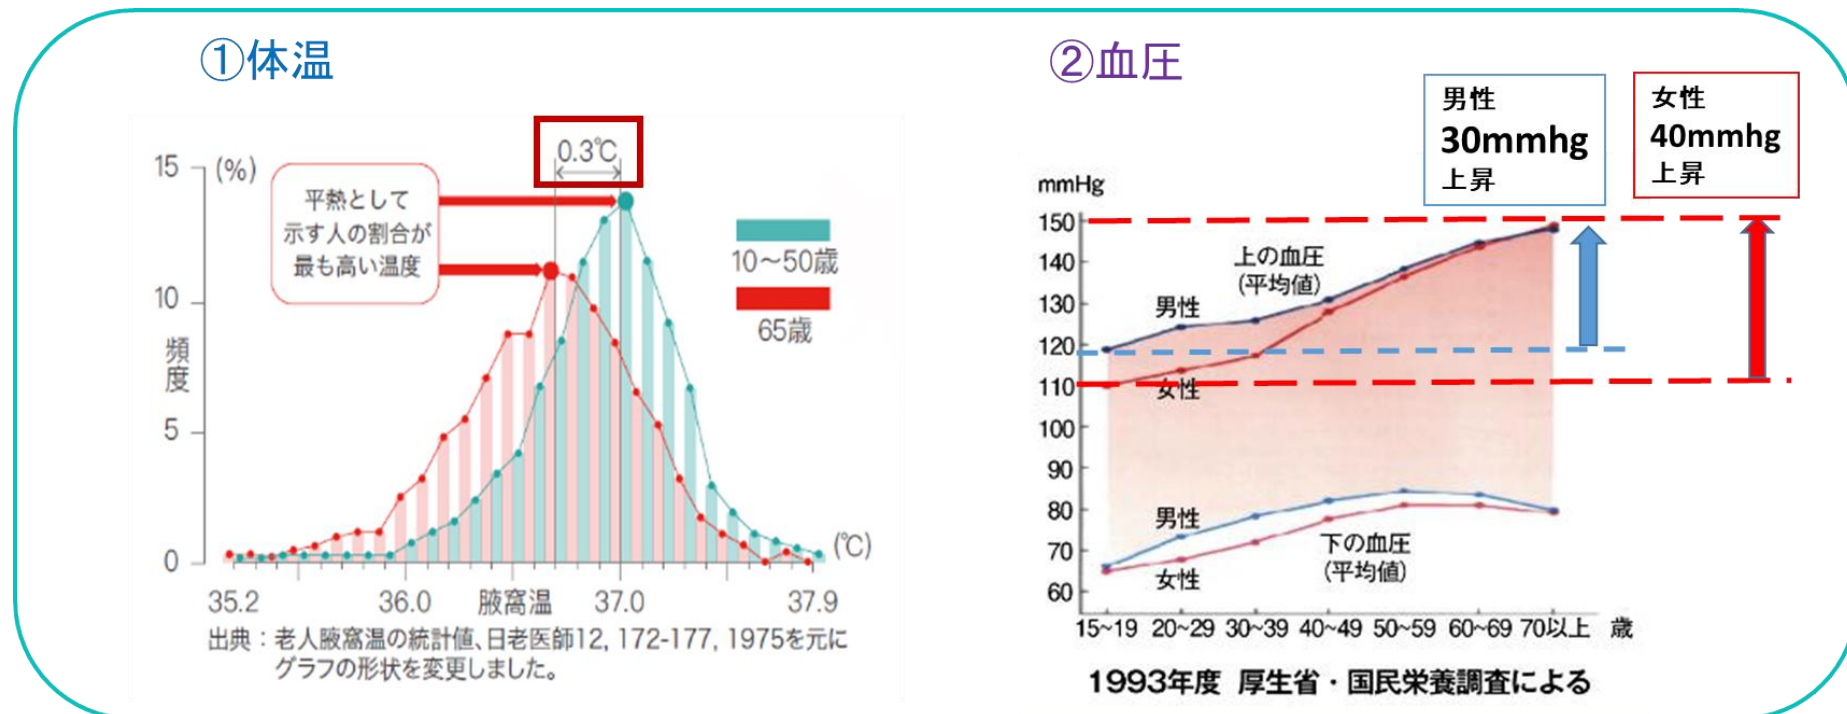 ①体温
②血圧
男性
30mmhg
上昇
女性
40mmhg
上昇
0.3℃
15
(%)
平熱として
示す人の割合が
最も高い温度
10～50歳
65歳
10
頻度
5
0
(℃)
35.2
36.0
腋窩温
37.0
37.9
出典：老人腋窩温の統計値、日老医師12, 172-177, 1975を元に
グラフの形状を変更しました。
mmHg
150
140
130
120
110
100
90
80
70
60
上の血圧
(平均値)
男性
女性
男性
女性
下の血圧
(平均値)
15~19
20~29
30~39
40~49
50~59
60~69
70以上
歳
1993年度 厚生省・国民栄養調査による